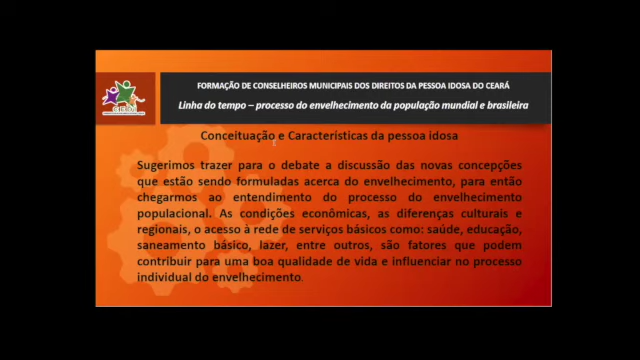 FORMAÇÃO DE CONSELHEIROS MUNICIPAIS DOS DIREITOS DA PESSOA IDOSA DO CEARÁ
Linha do tempo – processo do envelhecimento da população mundial e brasileira
Conceituação e Características da pessoa idosa
Sugerimos trazer para o debate a discussão das novas concepções
que estão sendo formuladas acerca do envelhecimento, para então
chegarmos ao entendimento do processo do envelhecimento
populacional. As condições econômicas, as diferenças culturais e
regionais, o acesso à rede de serviços básicos como: saúde, educação,
saneamento básico, lazer, entre outros, são fatores que podem
contribuir para uma boa qualidade de vida e influenciar no processo
individual do envelhecimento.